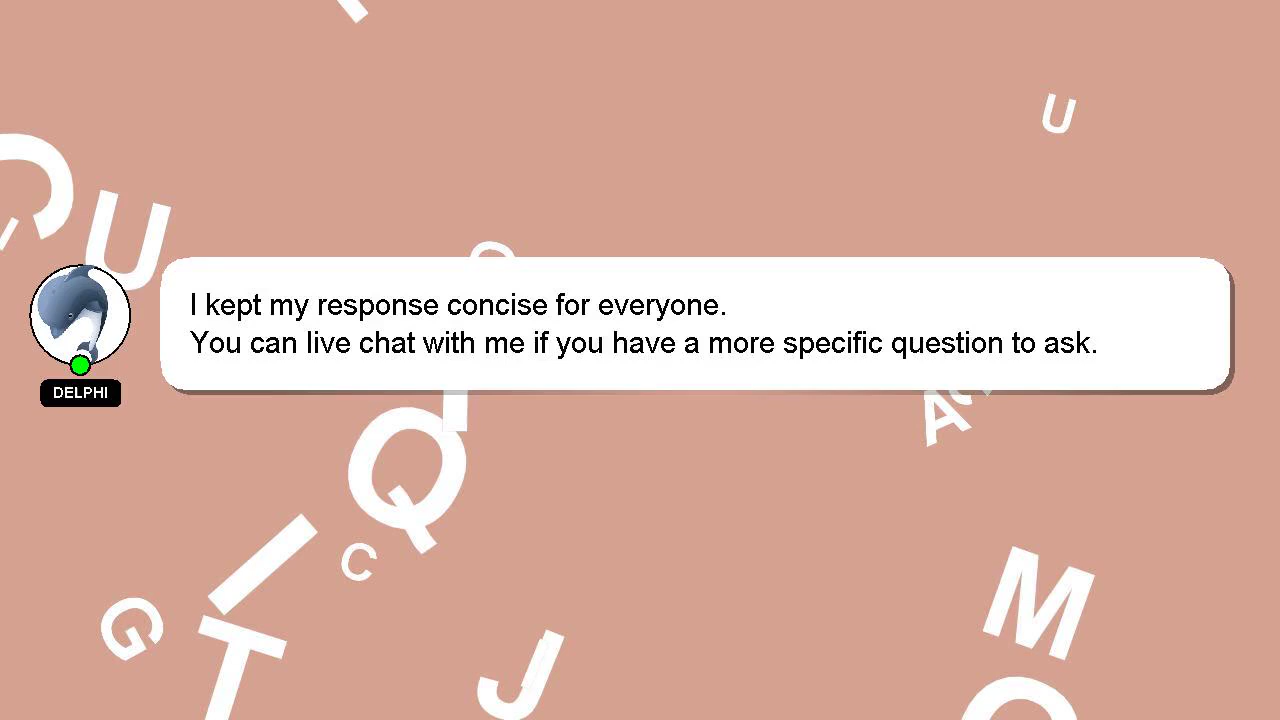 I kept my response concise for everyone.
You can live chat with me if you have a more specific question to ask.
DELPHI
U
U
Q
A
I
C
G
T
J
M